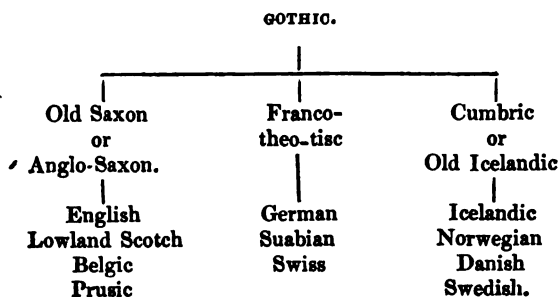 GOTHIC.
Old Saxon
or
Anglo-Saxon.
Franco-
theo-tisc
Cumbric
or
Old Icelandic
English
Lowland Scotch
Belgic
Prusic
German
Suabian
Swiss
Icelandic
Norwegian
Danish
Swedish.